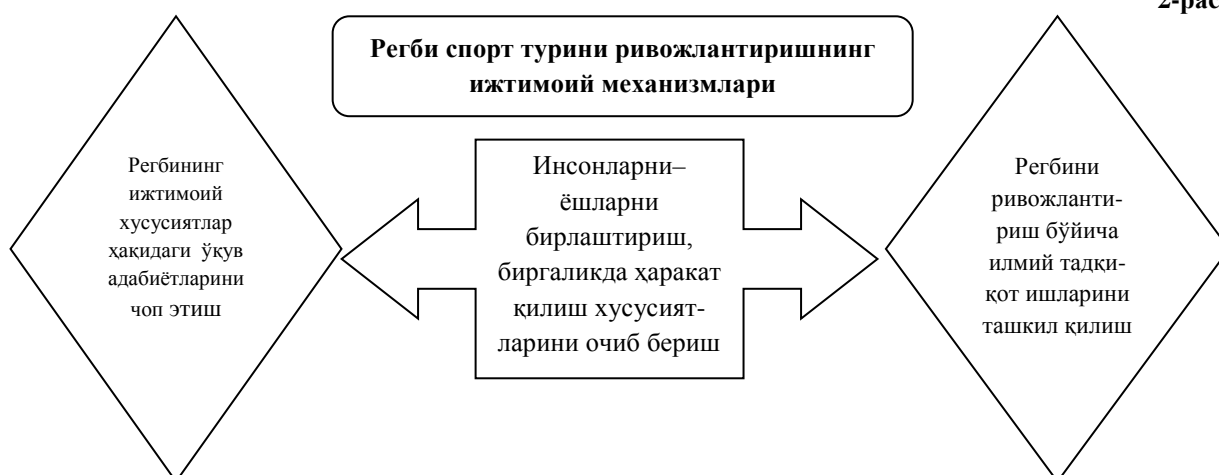 2-рас
Регби спорт турини ривожлантиришнинг
ижтимоий механизмлари
Регбининг
ижтимоий
хусусиятлар
ҳақидаги ўқув
адабиётларини
чоп этиш
Инсонларни–
ёшларни
бирлаштириш,
биргаликда ҳаракат
қилиш хусусият-
ларини очиб бериш
Регбини
ривожланти-
риш бўйича
илмий тадқи-
қот ишларини
ташкил қилиш